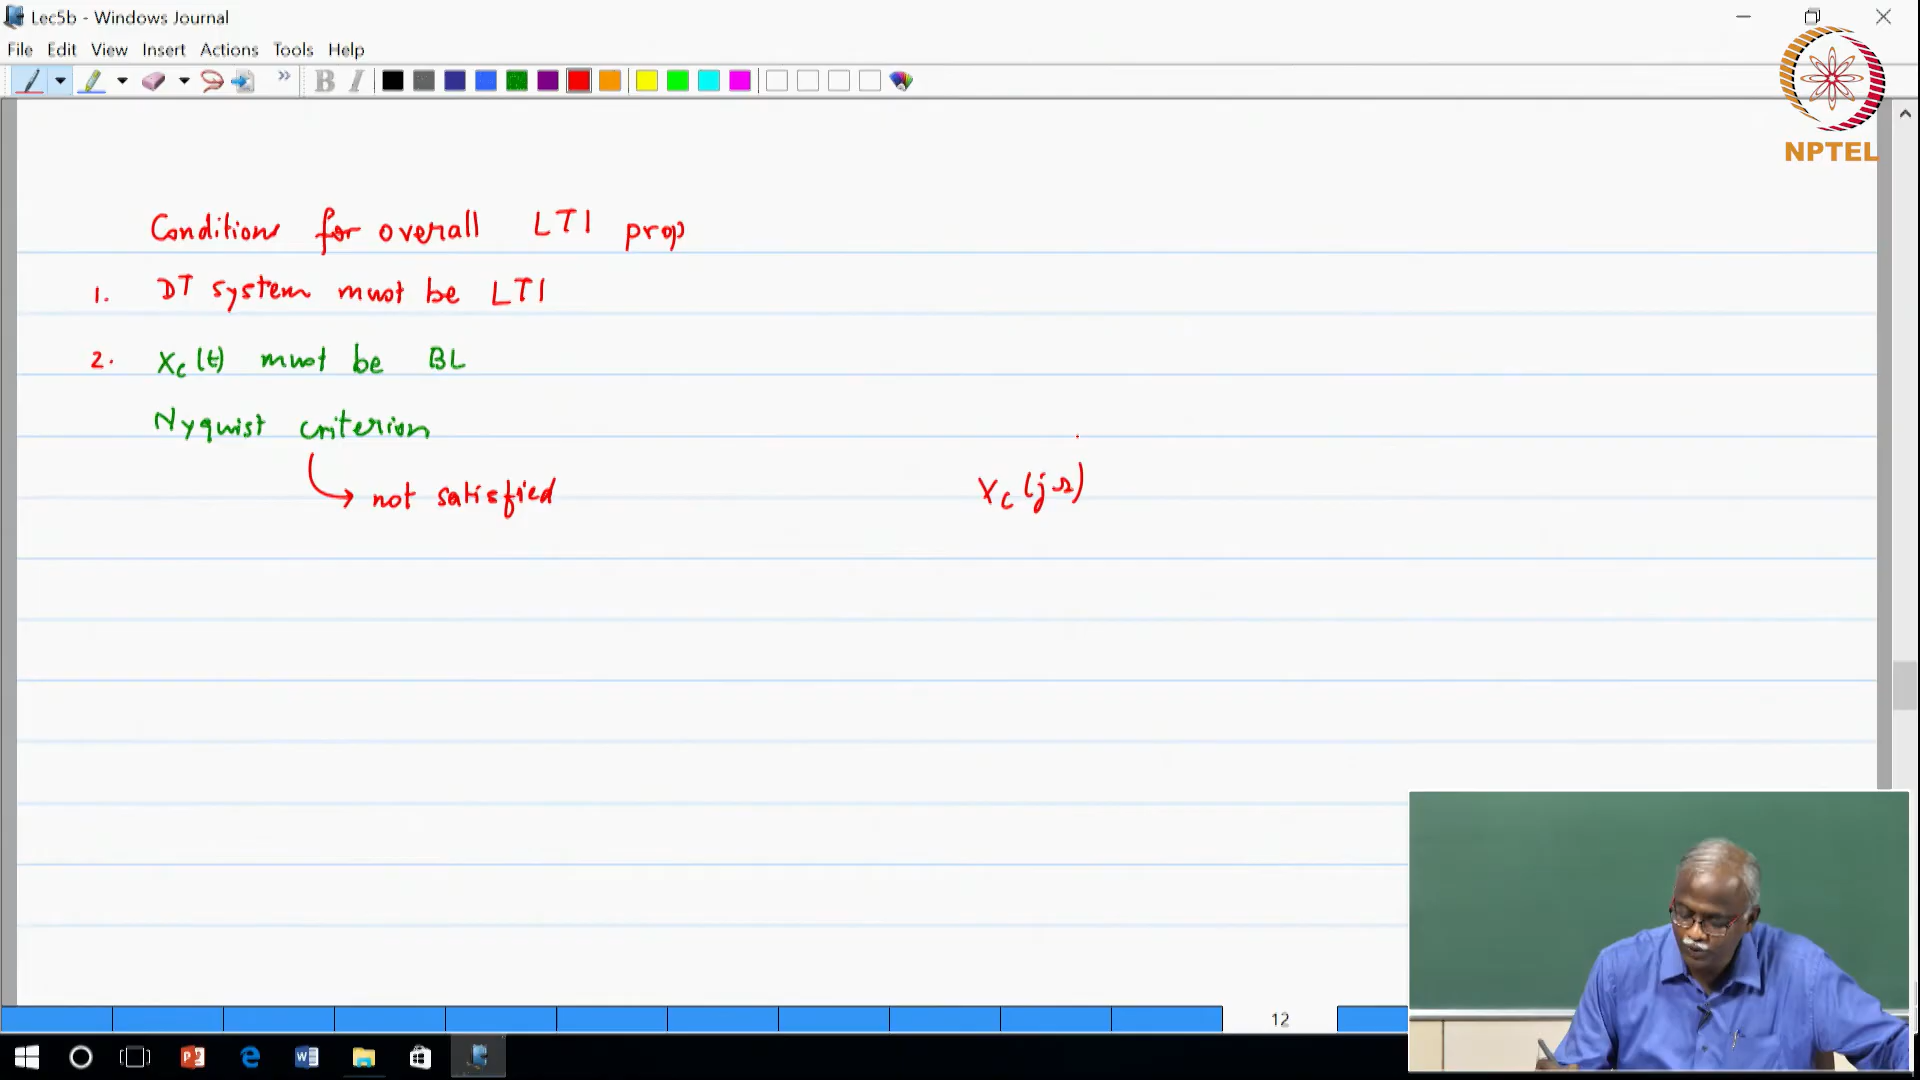 Lec5b - Windows Journal
File Edit View Insert Actions Tools Help
B I
NPTEL
Conditions for overall LTI prop
1. DT system must be LTI
2. Xc(t) must be BL
Nyquist criterion
→ not satisfied
Xc(jΩ)
12